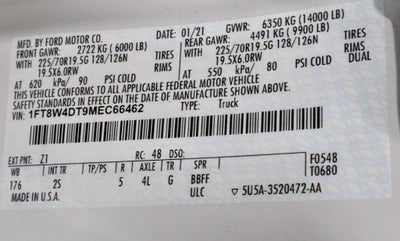 MFD. BY FORD MOTOR CO.
DATE: 01/21 GVWR: 6350 KG (14000 LB)
FRONT GAWR: 2722 KG (6000 LB) REAR GAWR: 4491 KG (9900 LB)
WITH 225/70R19.5G 128/126N TIRES WITH 225/70R19.5G 128/126N TIRES
19.5X6.0RW RIMS 19.5X6.0RW RIMS
AT 620 kPa/ 90 PSI COLD AT 550 kPa/ 80 PSI COLD DUAL
THIS VEHICLE CONFORMS TO ALL APPLICABLE FEDERAL MOTOR VEHICLE
SAFETY STANDARDS IN EFFECT ON THE DATE OF MANUFACTURE SHOWN ABOVE.
VIN: 1FT8W4DT9MEC66462 TYPE: Truck
EXT PNT: Z1 RC: 48 DSO: F0548
WB INT TR TP/PS R AXLE TR SPR T0680
176 2S 5 4L G BBFF
MADE IN U.S.A. ULC 5U5A-3520472-AA